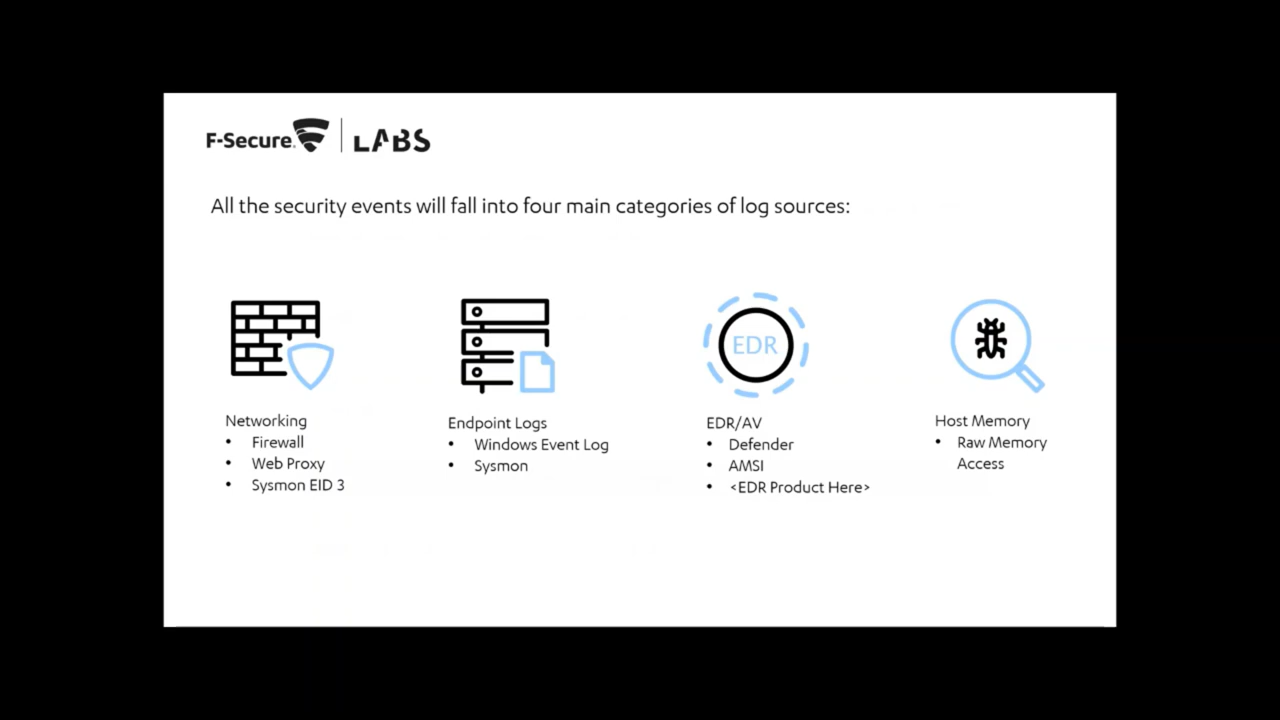 F-Secure LABS
All the security events will fall into four main categories of log sources:
EDR
Networking
• Firewall
• Web Proxy
• Sysmon EID 3
Endpoint Logs
• Windows Event Log
• Sysmon
EDR/AV
• Defender
• AMSI
• <EDR Product Here>
Host Memory
• Raw Memory
Access